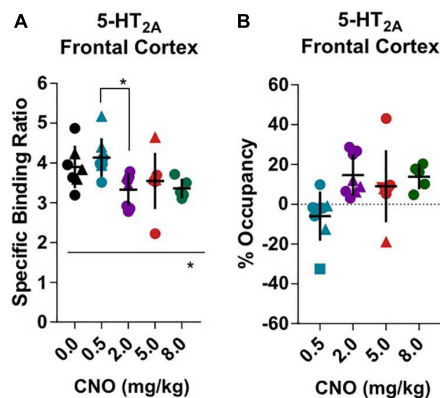 A
5-HT2A
Frontal Cortex
Specific Binding Ratio
6
5
4
3
2
1
0
*
*
0.0
0.5
2.0
5.0
8.0
CNO (mg/kg)
B
5-HT2A
Frontal Cortex
% Occupancy
60
40
20
0
-20
-40
-60
0.5
2.0
5.0
8.0
CNO (mg/kg)